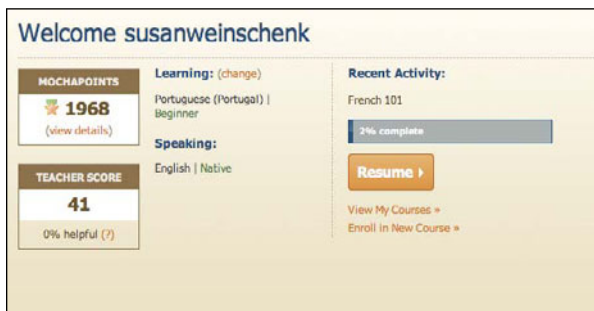 Welcome susanweinschenk
MOCHAPOINTS
1968
(view details)
TEACHER SCORE
41
0% helpful (?)
Learning: (change)
Portuguese (Portugal) |
Beginner
Speaking:
English | Native
Recent Activity:
French 101
2% complete
Resume ›
View My Courses »
Enroll in New Course »